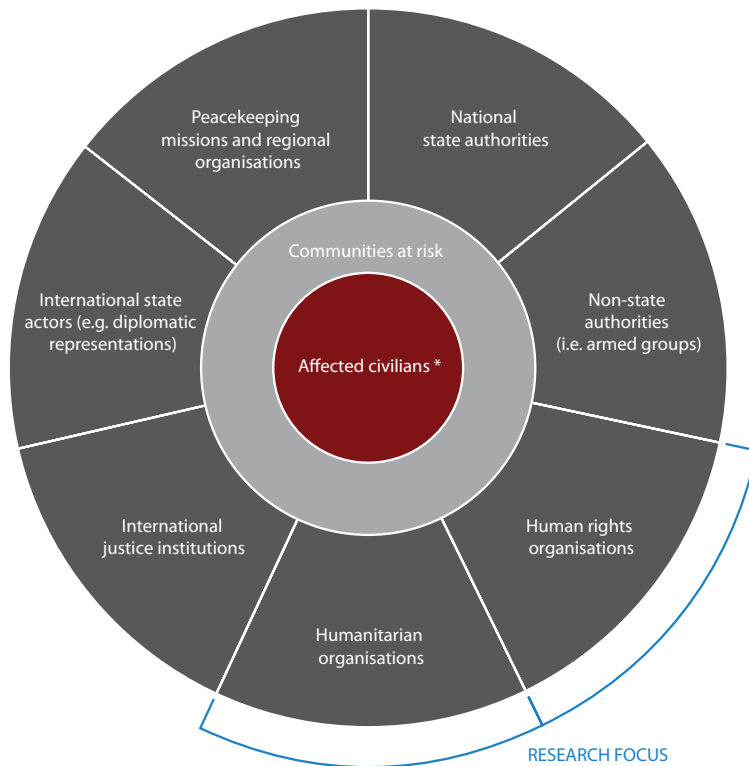 Peacekeeping
missions and regional
organisations
National
state authorities
Communities at risk
International state
actors (e.g. diplomatic
representations)
Non-state
authorities
(i.e. armed groups)
Affected civilians *
International
justice institutions
Human rights
organisations
Humanitarian
organisations
RESEARCH FOCUS